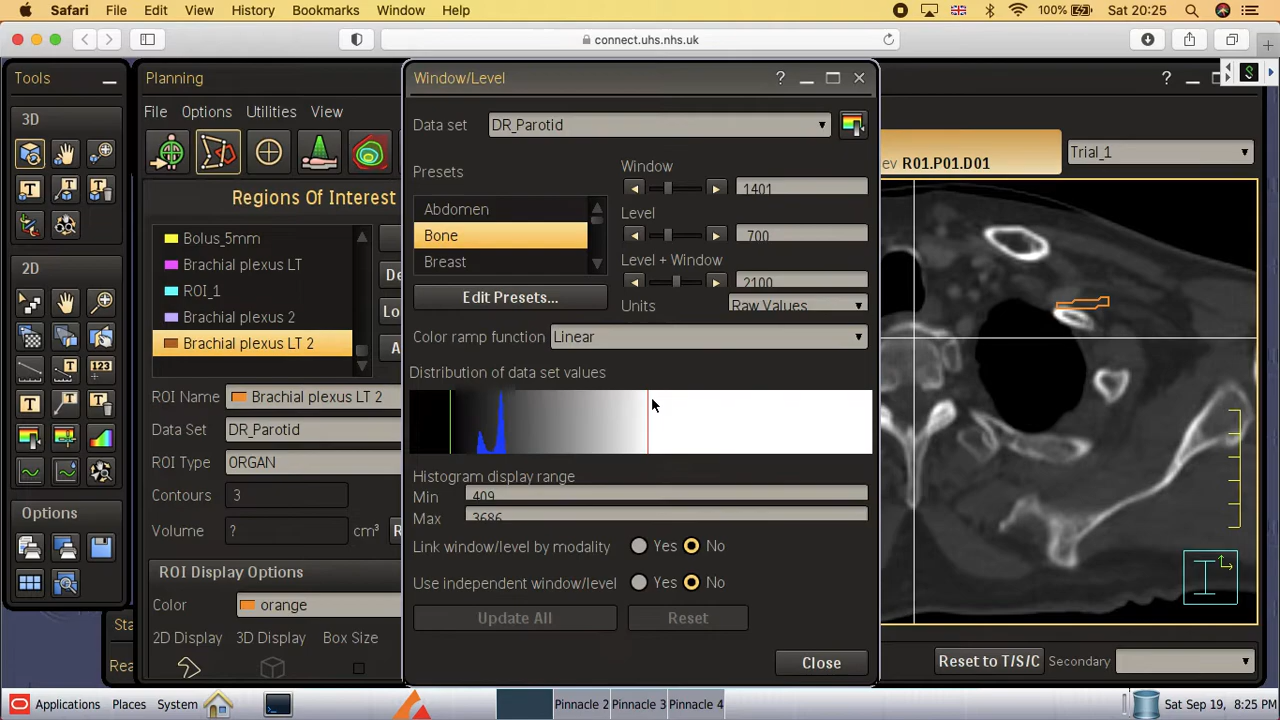 Safari File Edit View History Bookmarks Window Help 100% Sat 20:25
connect.uhs.nhs.uk
Tools
3D
2D
Options
Planning
File Options Utilities View
Regions Of Interest
Bolus_5mm
Brachial plexus LT
ROI_1
Brachial plexus 2
Brachial plexus LT 2
De
Lo
A
ROI Name Brachial plexus LT 2
Data Set DR_Parotid
ROI Type ORGAN
Contours 3
Volume ? cm³ R
ROI Display Options
Color orange
2D Display 3D Display Box Size
Sta
Rea
Window/Level
?
Data set DR_Parotid
Presets
Abdomen
Bone
Breast
Edit Presets...
Window
1401
Level
700
Level + Window
2100
Units Raw Values
Color ramp function Linear
Distribution of data set values
Histogram display range
Min 409
Max 3686
Link window/level by modality Yes No
Use independent window/level Yes No
Update All Reset
Close
?
S
ev R01.P01.D01
Trial_1
Reset to T/S/C Secondary
Applications Places System Pinnacle 2 Pinnacle 3 Pinnacle 4 Sat Sep 19, 8:25 PM